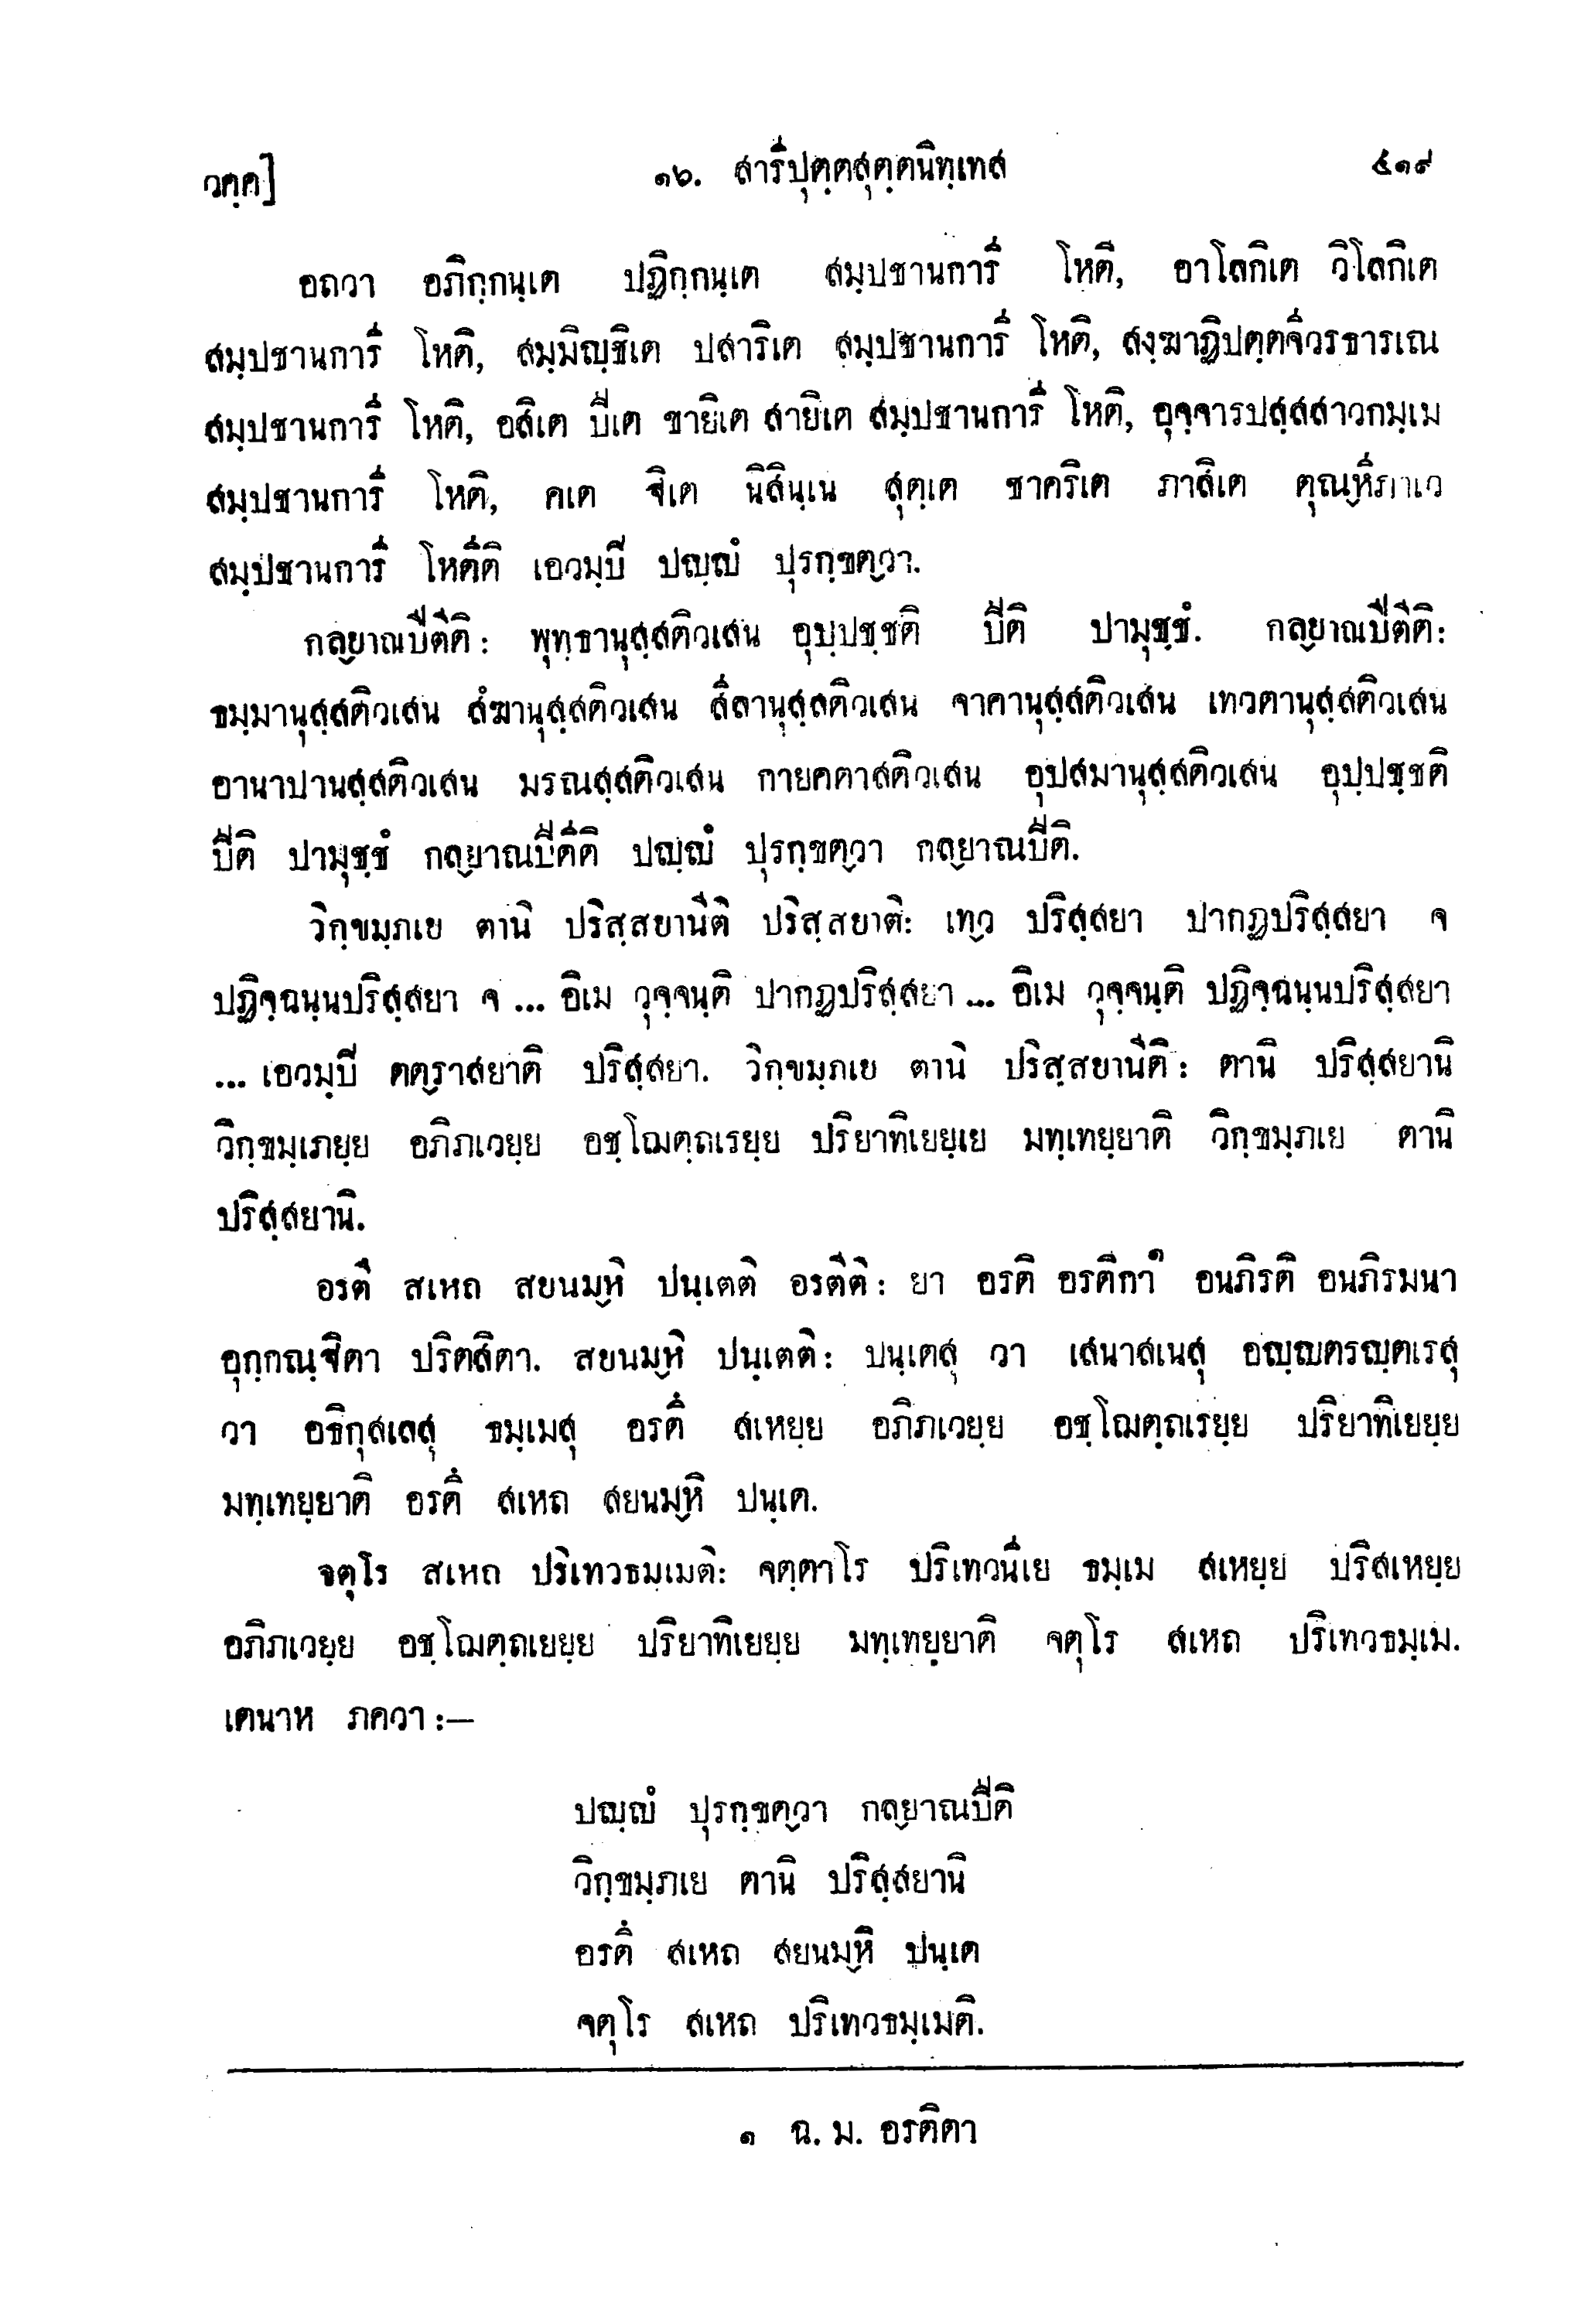 วคฺค]
๑๖. สารีปุตฺตสุตฺตนิทฺเทส
๕๑๙
อถวา อภิกฺกนฺเต ปฏิกฺกนฺเต สมฺปชานการี โหติ, อาโลกิเต วิโลกิเต
สมฺปชานการี โหติ, สมฺมิญฺชิเต ปสาริเต สมฺปชานการี โหติ, สงฺฆาฏิปตฺตจีวรธารเณ
สมฺปชานการี โหติ, อสิเต ปีเต ขายิเต สายิเต สมฺปชานการี โหติ, อุจฺจารปสฺสสาวกมฺเม
สมฺปชานการี โหติ, คเต ฐิเต นิสินฺเน สุตฺเต ชาคริเต ภาสิเต ตุณฺหีภาเว
สมฺปชานการี โหตีติ เอวมฺปิ ปญฺญํ ปุรกฺขตฺวา.
กลฺยาณปีตีติ: พุทฺธานุสฺสติวเสน อุปฺปชฺชติ ปีติ ปามุชฺชํ. กลฺยาณปีตีติ:
ธมฺมานุสฺสติวเสน สํฆานุสฺสติวเสน สีลานุสฺสติวเสน จาคานุสฺสติวเสน เทวตานุสฺสติวเสน
อานาปานสฺสติวเสน มรณสฺสติวเสน กายคตาสติวเสน อุปสมานุสฺสติวเสน อุปฺปชฺชติ
ปีติ ปามุชฺชํ กลฺยาณปีตีติ ปญฺญํ ปุรกฺขตฺวา กลฺยาณปีติ.
วิกฺขมฺภเย ตานิ ปริสฺสยานีติ ปริสฺสยาติ: เทฺว ปริสฺสยา ปากฏปริสฺสยา จ
ปฏิจฺฉนฺนปริสฺสยา จ ... อิเม วุจฺจนฺติ ปากฏปริสฺสยา ... อิเม วุจฺจนฺติ ปฏิจฺฉนฺนปริสฺสยา
... เอวมฺปิ ตตฺราสยาติ ปริสฺสยา. วิกฺขมฺภเย ตานิ ปริสฺสยานีติ: ตานิ ปริสฺสยานิ
วิกฺขมฺเภยฺย อภิภเวยฺย อชฺโฌตฺถเรยฺย ปริยาทิเยยฺเย มทฺเทยฺยาติ วิกฺขมฺภเย ตานิ
ปริสฺสยานิ.
อรตึ สเหถ สยนมฺหิ ปนฺเตติ อรตีติ: ยา อรติ อรติกา๑ อนภิรติ อนภิรมนา
อุกฺกณฺฐิตา ปริตสิตา. สยนมฺหิ ปนฺเตติ: ปนฺเตสุ วา เสนาสเนสุ อญฺญตรญฺตเรสุ
วา อธิกุสเลสุ ธมฺเมสุ อรตึ สเหยฺย อภิภเวยฺย อชฺโฌตฺถเรยฺย ปริยาทิเยยฺย
มทฺเทยฺยาติ อรตึ สเหถ สยนมฺหิ ปนฺเต.
จตุโร สเหถ ปริเทวธมฺเมติ: จตฺตาโร ปริเทวนีเย ธมฺเม สเหยฺย ปริสเหยฺย
อภิภเวยฺย อชฺโฌตฺถเยยฺย ปริยาทิเยยฺย มทฺเทยฺยาติ จตุโร สเหถ ปริเทวธมฺเม.
เตนาห ภควา :—
ปญฺญํ ปุรกฺขตฺวา กลฺยาณปีติ
วิกฺขมฺภเย ตานิ ปริสฺสยานิ
อรตึ สเหถ สยนมฺหิ ปนฺเต
จตุโร สเหถ ปริเทวธมฺเมติ.
๑ ฉ. ม. อรติตา